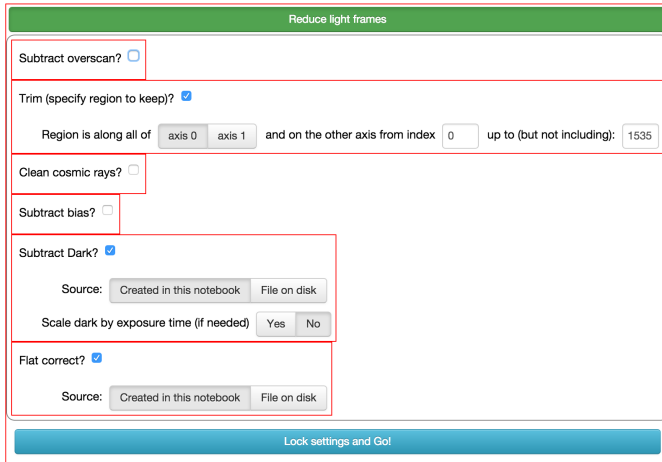 Reduce light frames
Subtract overscan?
Trim (specify region to keep)?
Region is along all of axis 0 axis 1 and on the other axis from index 0 up to (but not including): 1535
Clean cosmic rays?
Subtract bias?
Subtract Dark?
Source: Created in this notebook File on disk
Scale dark by exposure time (if needed) Yes No
Flat correct?
Source: Created in this notebook File on disk
Lock settings and Go!